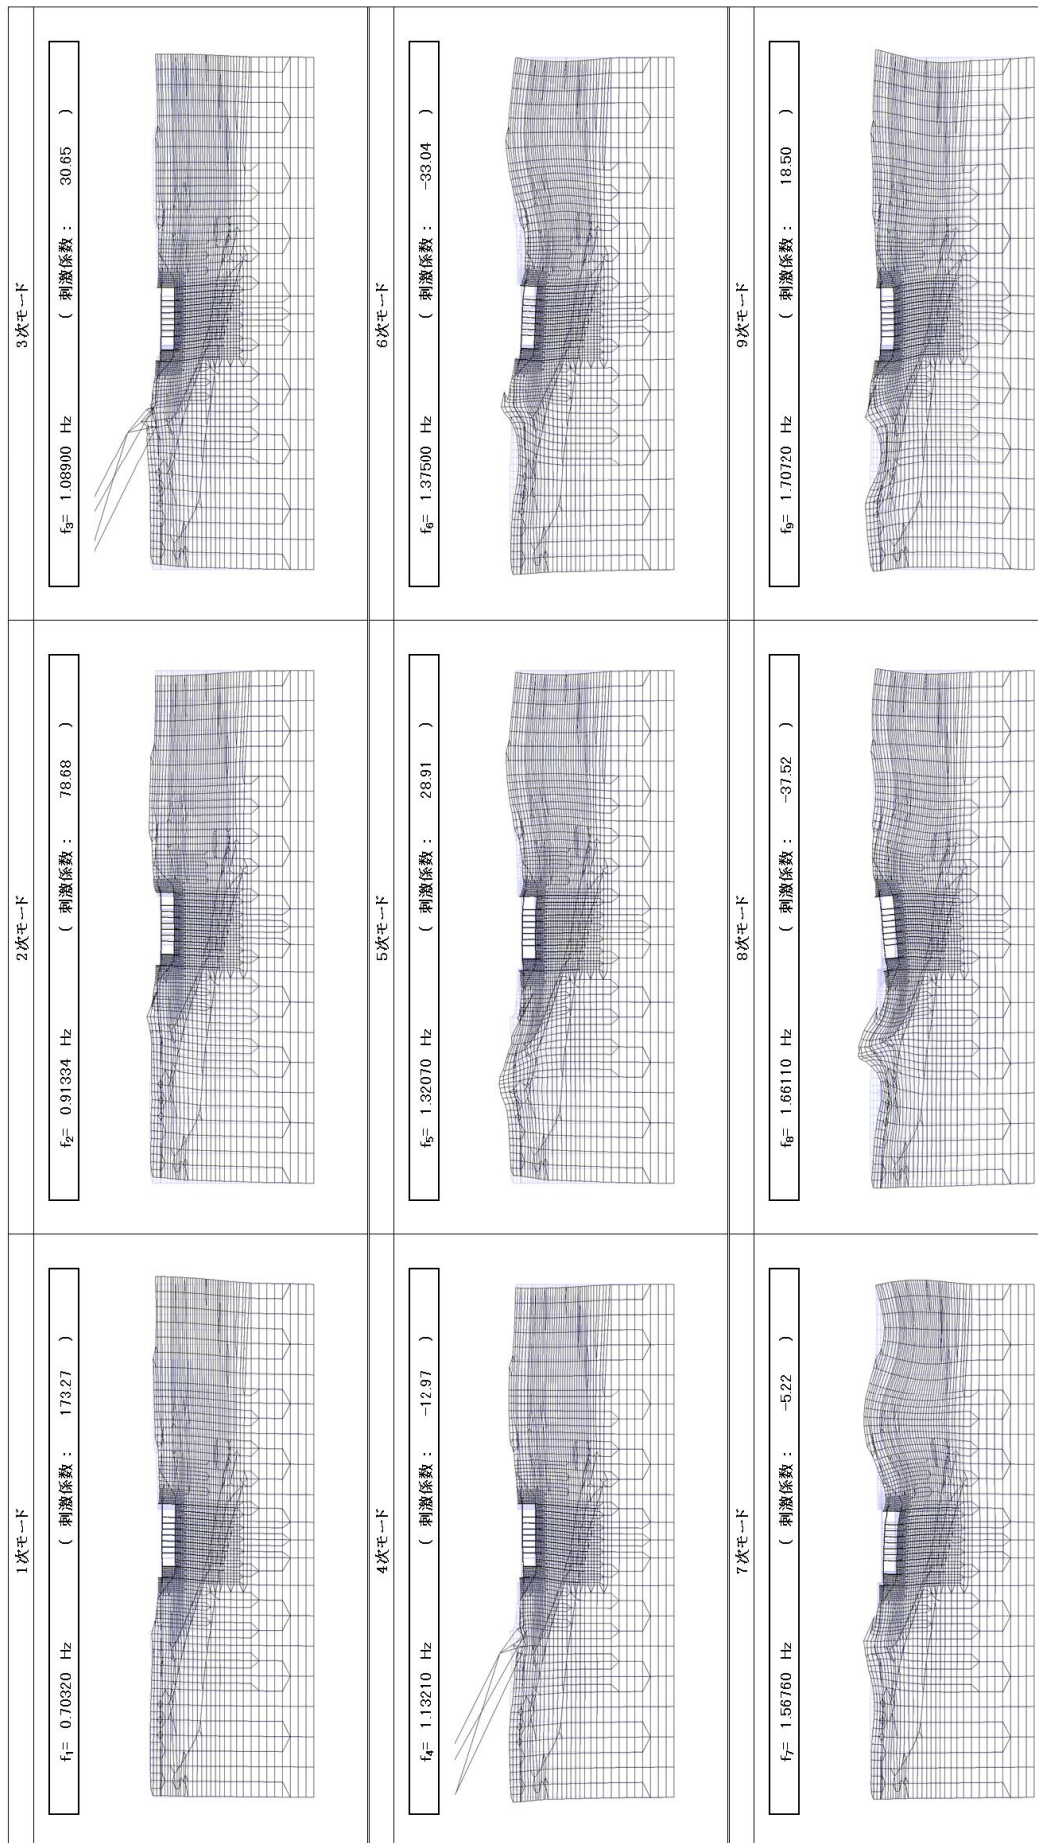 1次モード
f₁= 0.70320 Hz ( 刺激係数 : 173.27 )
2次モード
f₂= 0.91334 Hz ( 刺激係数 : 78.68 )
3次モード
f₃= 1.08900 Hz ( 刺激係数 : 30.65 )
4次モード
f₄= 1.13210 Hz ( 刺激係数 : -12.97 )
5次モード
f₅= 1.32070 Hz ( 刺激係数 : 28.91 )
6次モード
f₆= 1.37500 Hz ( 刺激係数 : -33.04 )
7次モード
f₇= 1.56760 Hz ( 刺激係数 : -5.22 )
8次モード
f₈= 1.66110 Hz ( 刺激係数 : -37.52 )
9次モード
f₉= 1.70720 Hz ( 刺激係数 : 18.50 )